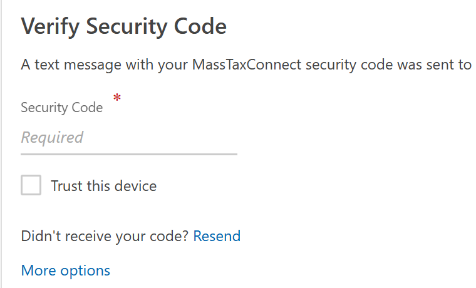 Verify Security Code
A text message with your MassTaxConnect security code was sent to
Security Code *
Required
Trust this device
Didn't receive your code? Resend
More options